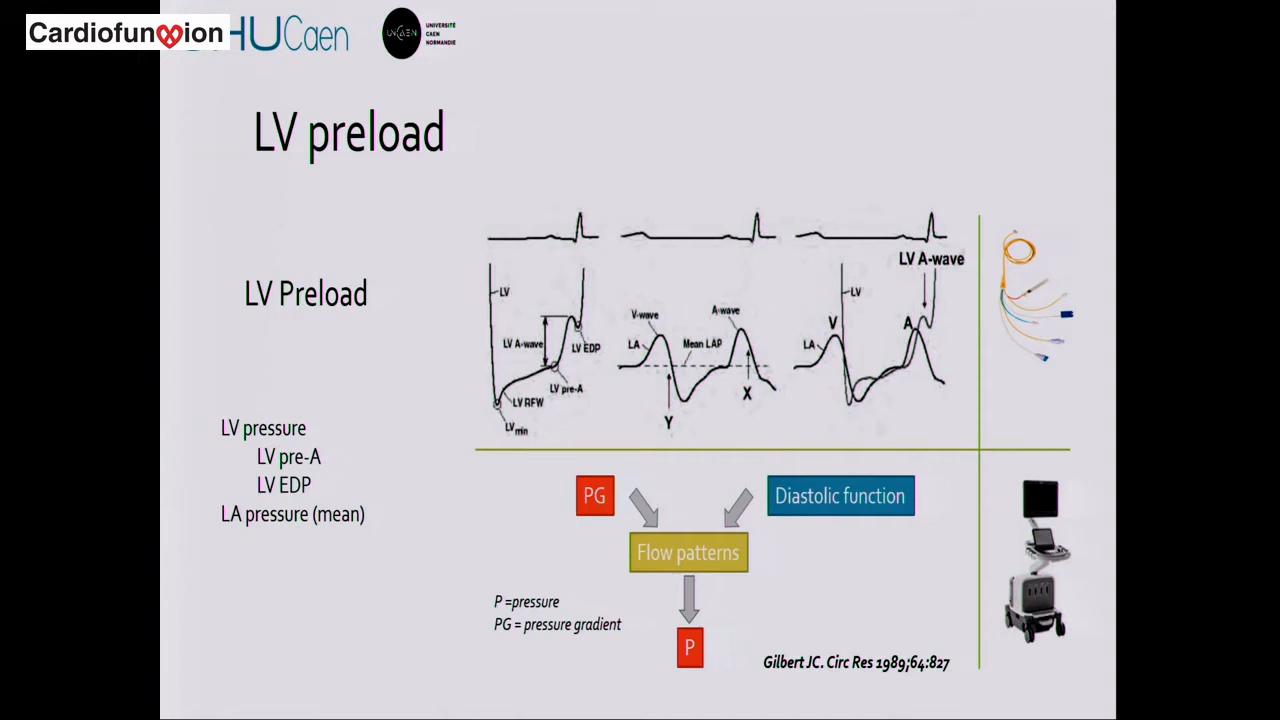 Cardiofunxion
HU Caen
UNCAEN
UNIVERSITÉ
CAEN
NORMANDIE
LV preload
LV Preload
LV pressure
LV pre-A
LV EDP
LA pressure (mean)
LV
LV A-wave
LV EDP
LV pre-A
LV RFW
LVmin
V-wave
A-wave
LA
Mean LAP
Y
X
LV A-wave
LV
V
A
LA
PG
Diastolic function
Flow patterns
P
P =pressure
PG = pressure gradient
Gilbert JC. Circ Res 1989;64:827